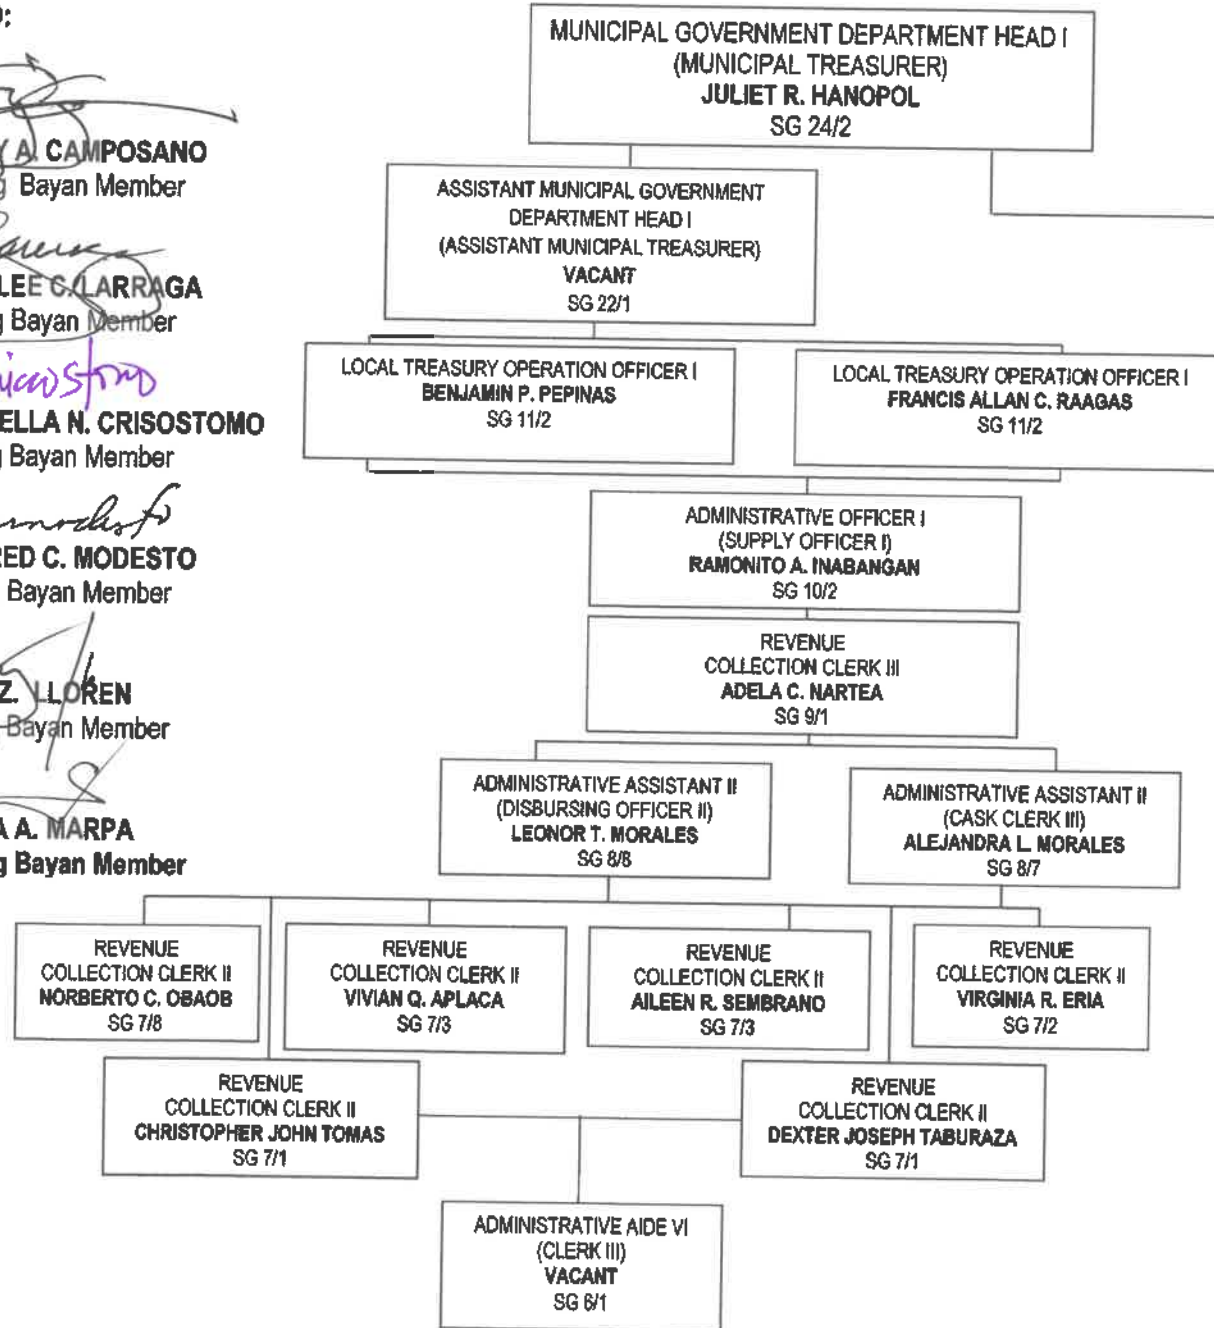 MUNICIPAL GOVERNMENT DEPARTMENT HEAD I
(MUNICIPAL TREASURER)
JULIET R. HANOPOL
SG 24/2
A. CAMPOSANO
Bayan Member
LEE C. LARRAGA
g Bayan Member
ELLA N. CRISOSTOMO
g Bayan Member
RED C. MODESTO
Bayan Member
Z. LLOREN
Bayan Member
A A. MARPA
g Bayan Member
ASSISTANT MUNICIPAL GOVERNMENT
DEPARTMENT HEAD I
(ASSISTANT MUNICIPAL TREASURER)
VACANT
SG 22/1
LOCAL TREASURY OPERATION OFFICER I
BENJAMIN P. PEPINAS
SG 11/2
LOCAL TREASURY OPERATION OFFICER I
FRANCIS ALLAN C. RAAGAS
SG 11/2
ADMINISTRATIVE OFFICER I
(SUPPLY OFFICER I)
RAMONITO A. INABANGAN
SG 10/2
REVENUE
COLLECTION CLERK III
ADELA C. NARTEA
SG 9/1
ADMINISTRATIVE ASSISTANT II
(DISBURSING OFFICER II)
LEONOR T. MORALES
SG 8/8
ADMINISTRATIVE ASSISTANT II
(CASK CLERK III)
ALEJANDRA L. MORALES
SG 8/7
REVENUE
COLLECTION CLERK II
NORBERTO C. OBAOB
SG 7/8
REVENUE
COLLECTION CLERK II
VIVIAN Q. APLACA
SG 7/3
REVENUE
COLLECTION CLERK II
AILEEN R. SEMBRANO
SG 7/3
REVENUE
COLLECTION CLERK II
VIRGINIA R. ERIA
SG 7/2
REVENUE
COLLECTION CLERK II
CHRISTOPHER JOHN TOMAS
SG 7/1
REVENUE
COLLECTION CLERK II
DEXTER JOSEPH TABURAZA
SG 7/1
ADMINISTRATIVE AIDE VI
(CLERK III)
VACANT
SG 6/1